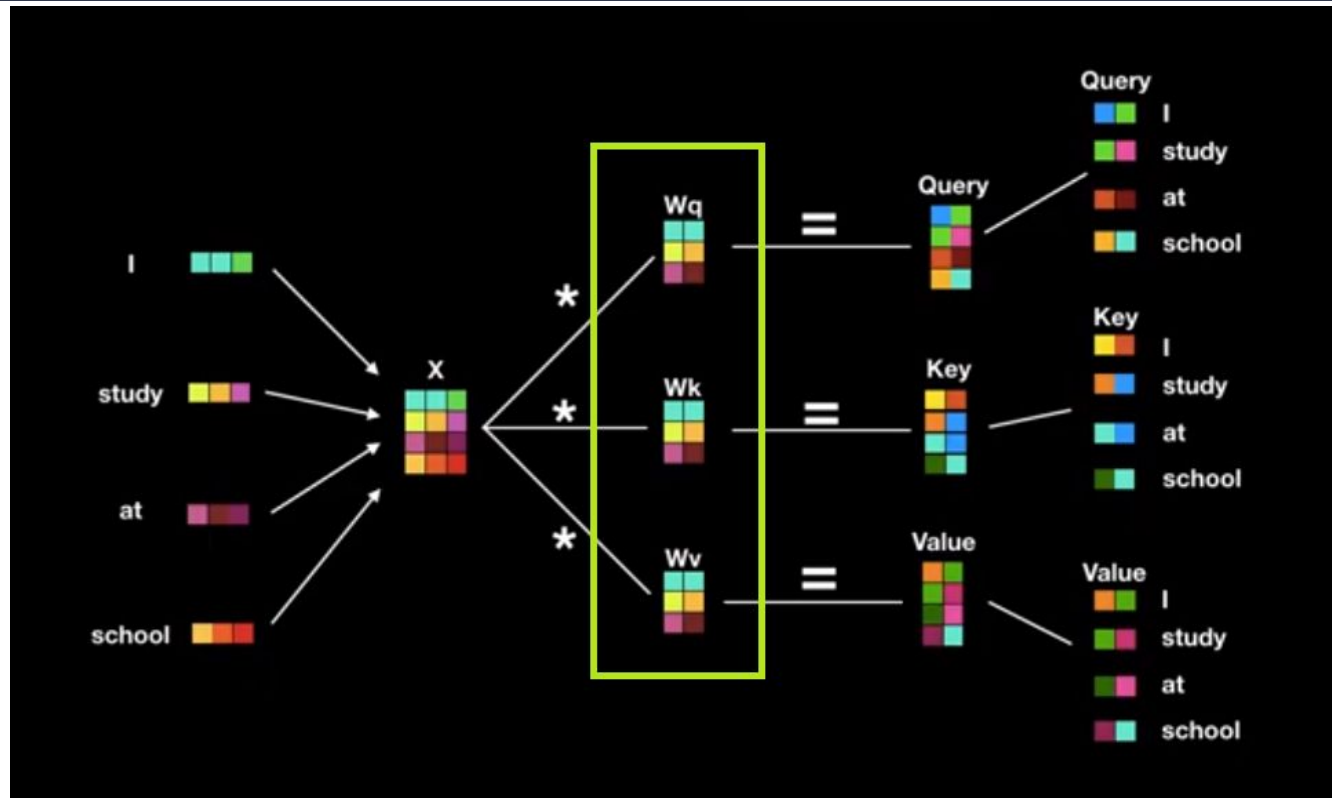 I
study
at
school
X
*
*
*
Wq
Wk
Wv
=
=
=
Query
Key
Value
Query
I
study
at
school
Key
I
study
at
school
Value
I
study
at
school